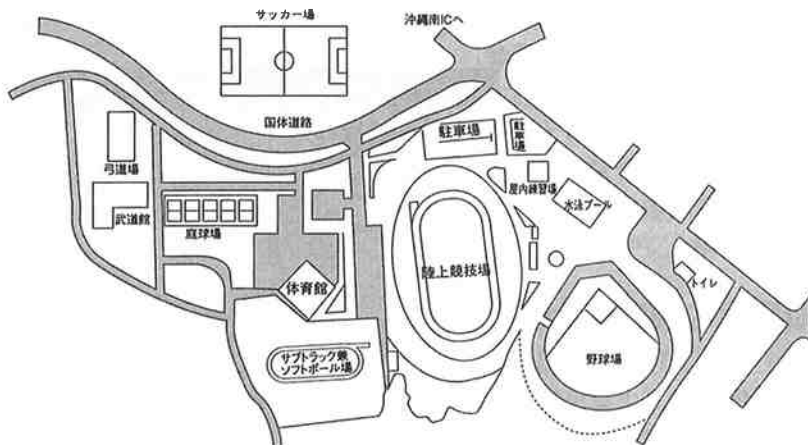 サッカー場
沖縄南ICへ
国体道路
駐車場
駐車場
弓道場
屋内練習場
水泳プール
武道館
庭球場
陸上競技場
体育館
トイレ
サブトラック兼
ソフトボール場
野球場